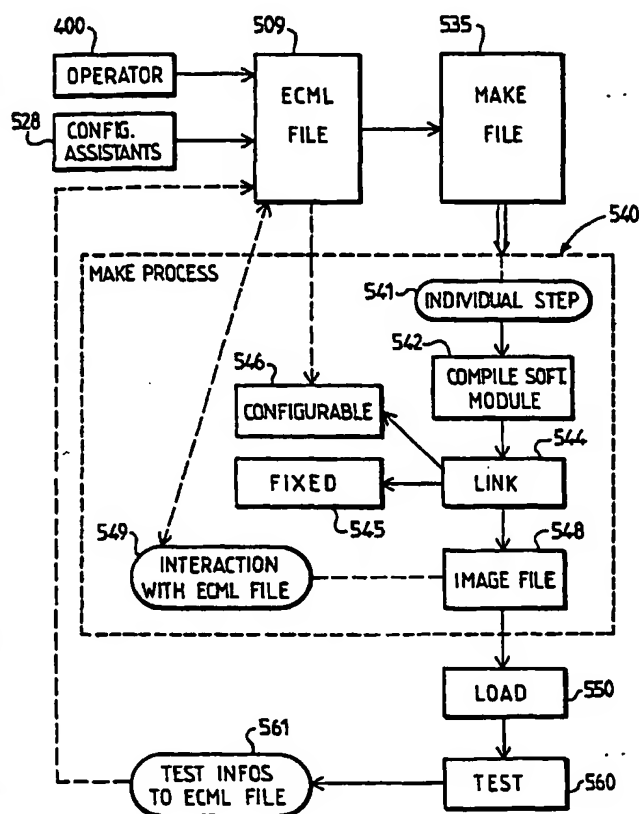 400
509
535
OPERATOR
ECML
FILE
MAKE
FILE
528
CONFIG.
ASSISTANTS
540
MAKE PROCESS
541
INDIVIDUAL STEP
542
546
COMPILE SOFT.
MODULE
CONFIGURABLE
544
FIXED
LINK
545
549
548
INTERACTION
WITH ECML FILE
IMAGE FILE
LOAD
550
561
TEST INFOS
TO ECML FILE
TEST
560